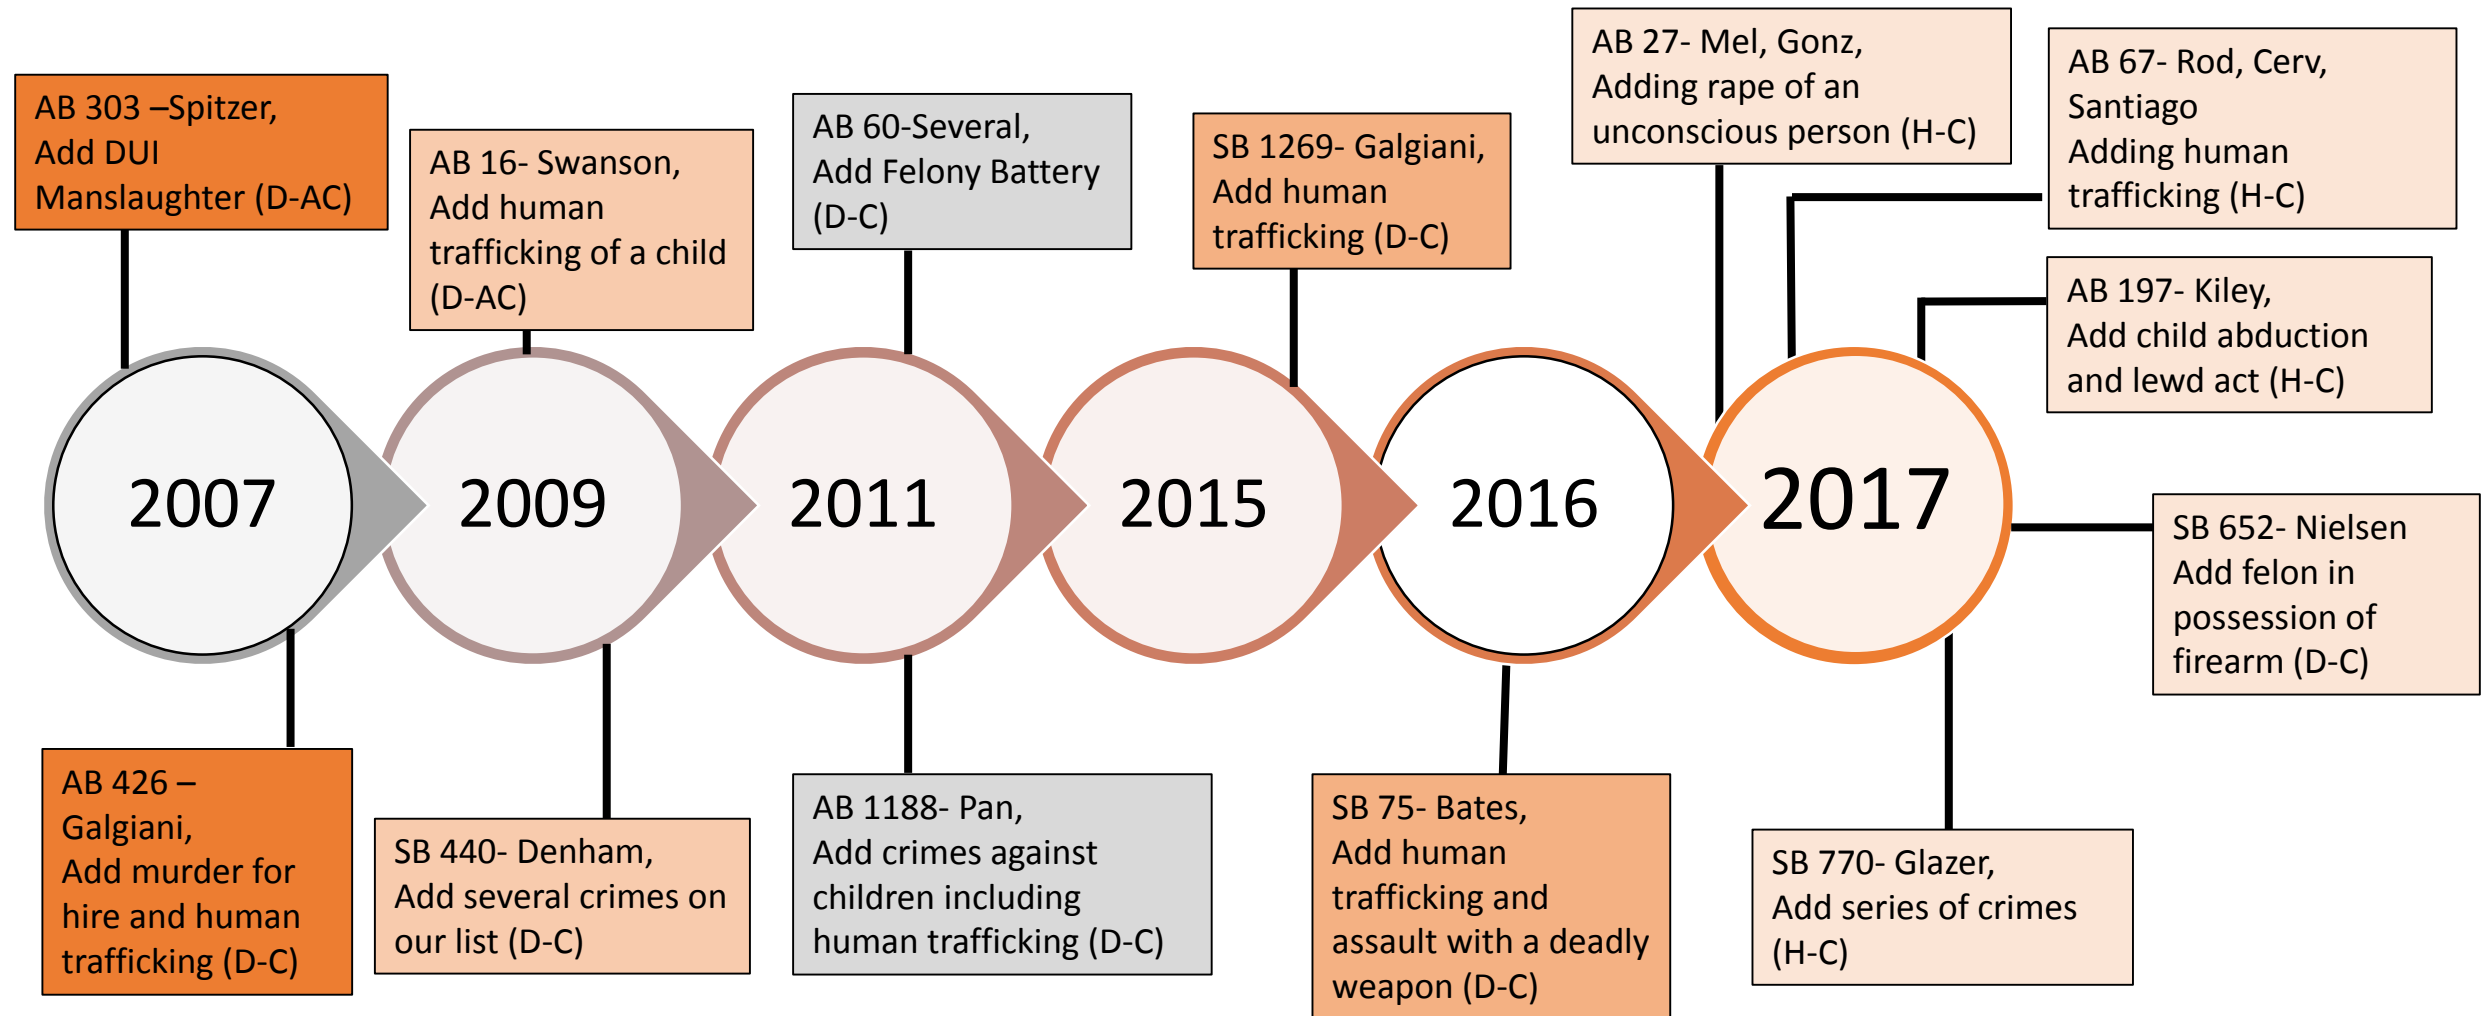 AB 303 –Spitzer,
Add DUI
Manslaughter (D-AC)
AB 16- Swanson,
Add human
trafficking of a child
(D-AC)
AB 60-Several,
Add Felony Battery
(D-C)
SB 1269- Galgiani,
Add human
trafficking (D-C)
AB 27- Mel, Gonz,
Adding rape of an
unconscious person (H-C)
AB 67- Rod, Cerv,
Santiago
Adding human
trafficking (H-C)
AB 197- Kiley,
Add child abduction
and lewd act (H-C)
2007
2009
2011
2015
2016
2017
SB 652- Nielsen
Add felon in
possession of
firearm (D-C)
AB 426 –
Galgiani,
Add murder for
hire and human
trafficking (D-C)
SB 440- Denham,
Add several crimes on
our list (D-C)
AB 1188- Pan,
Add crimes against
children including
human trafficking (D-C)
SB 75- Bates,
Add human
trafficking and
assault with a deadly
weapon (D-C)
SB 770- Glazer,
Add series of crimes
(H-C)